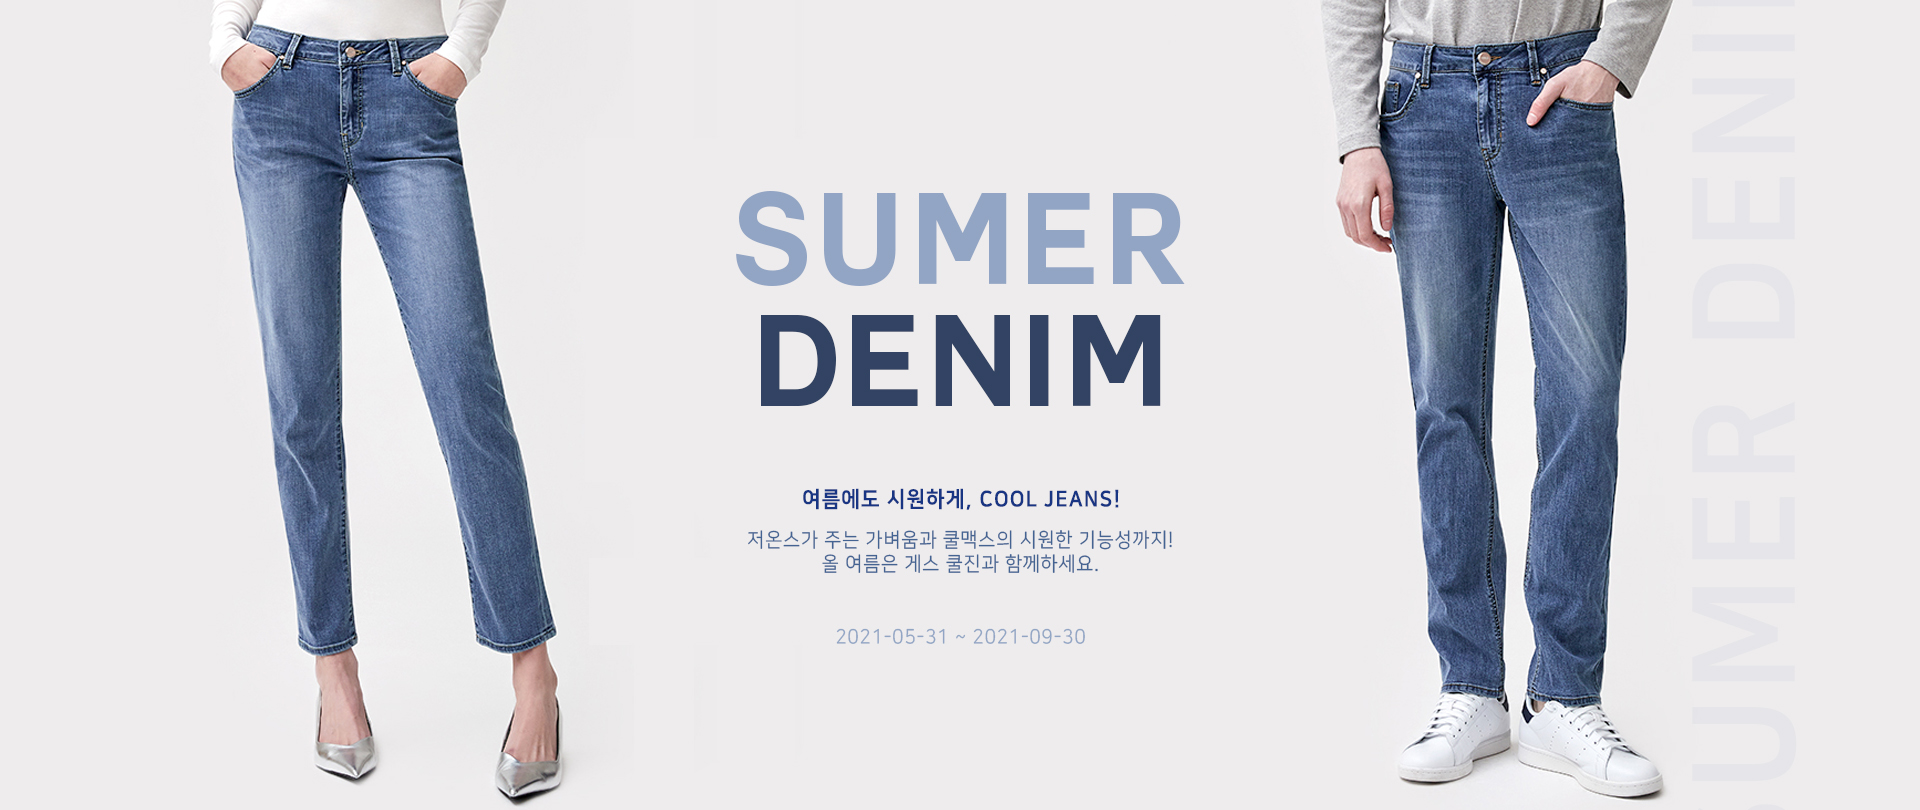 SUMER
DENIM
여름에도 시원하게, COOL JEANS!
저온스가 주는 가벼움과 쿨맥스의 시원한 기능성까지!
올 여름은 게스 쿨진과 함께하세요.
2021-05-31 ~ 2021-09-30
SUMER DENIM